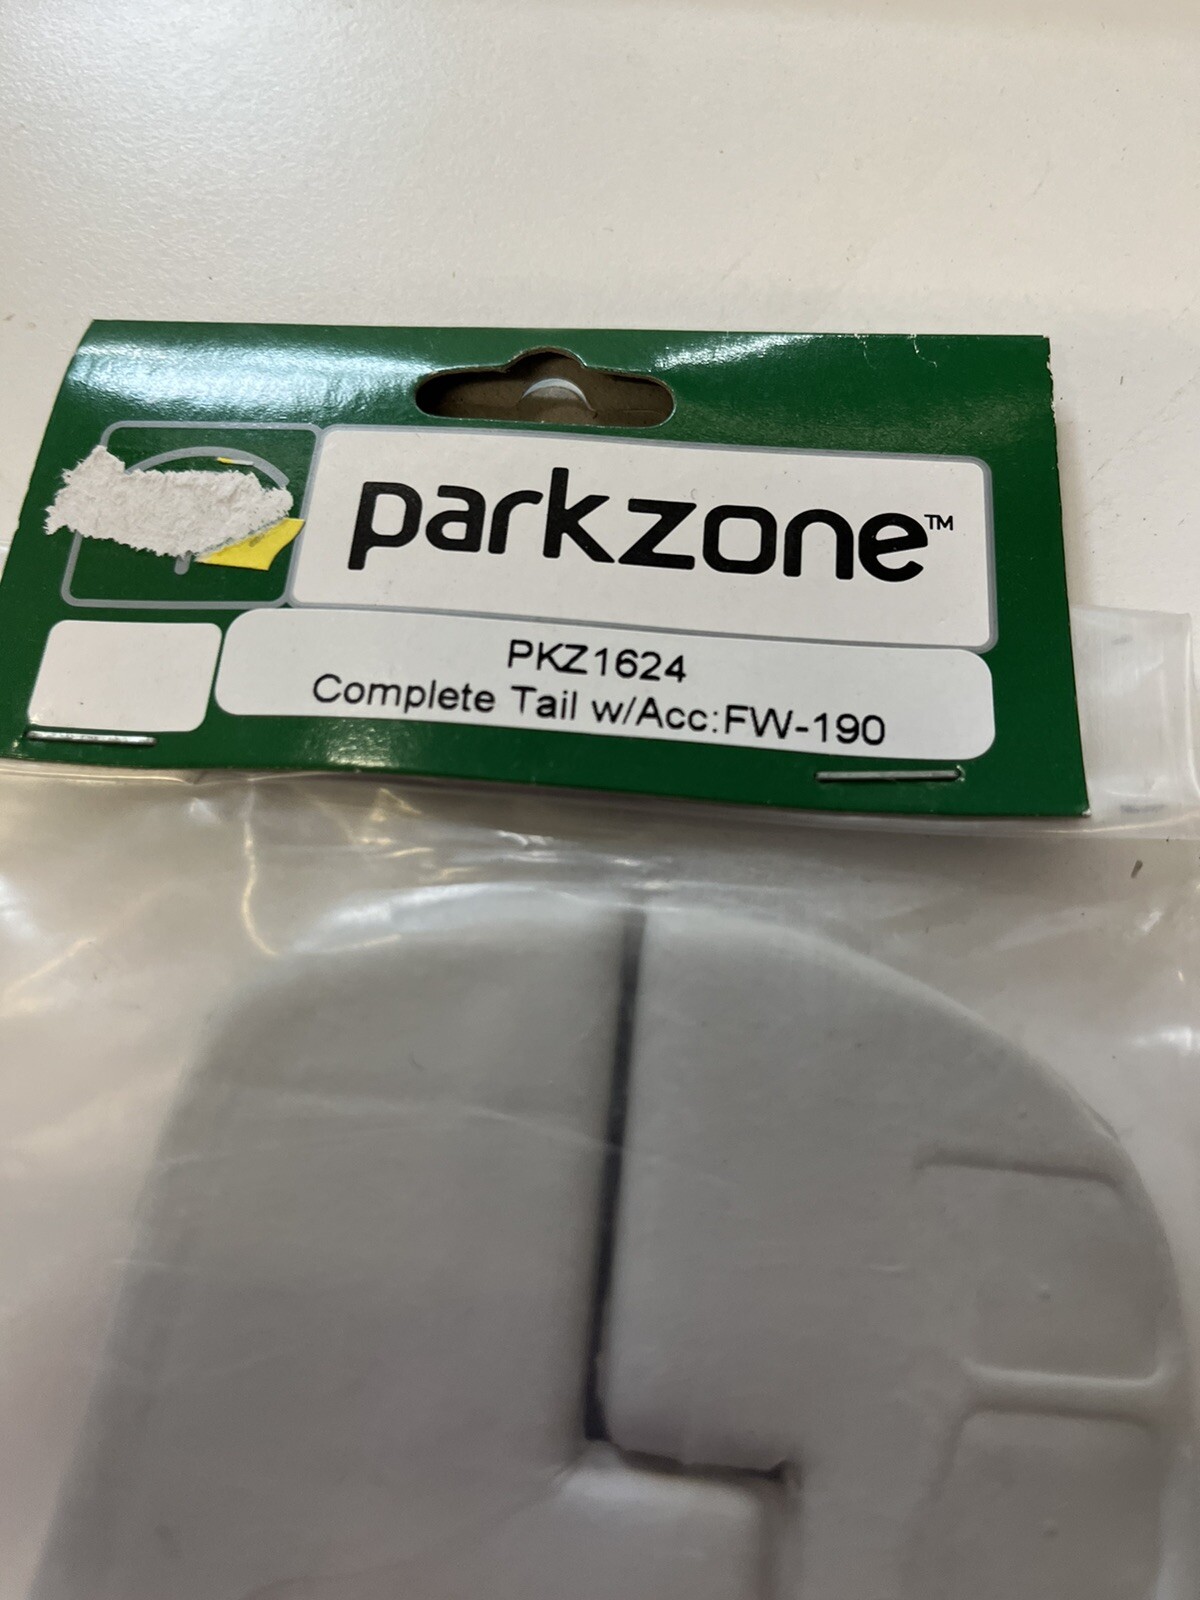 parkzone™
PKZ1624
Complete Tail w/Acc:FW-190